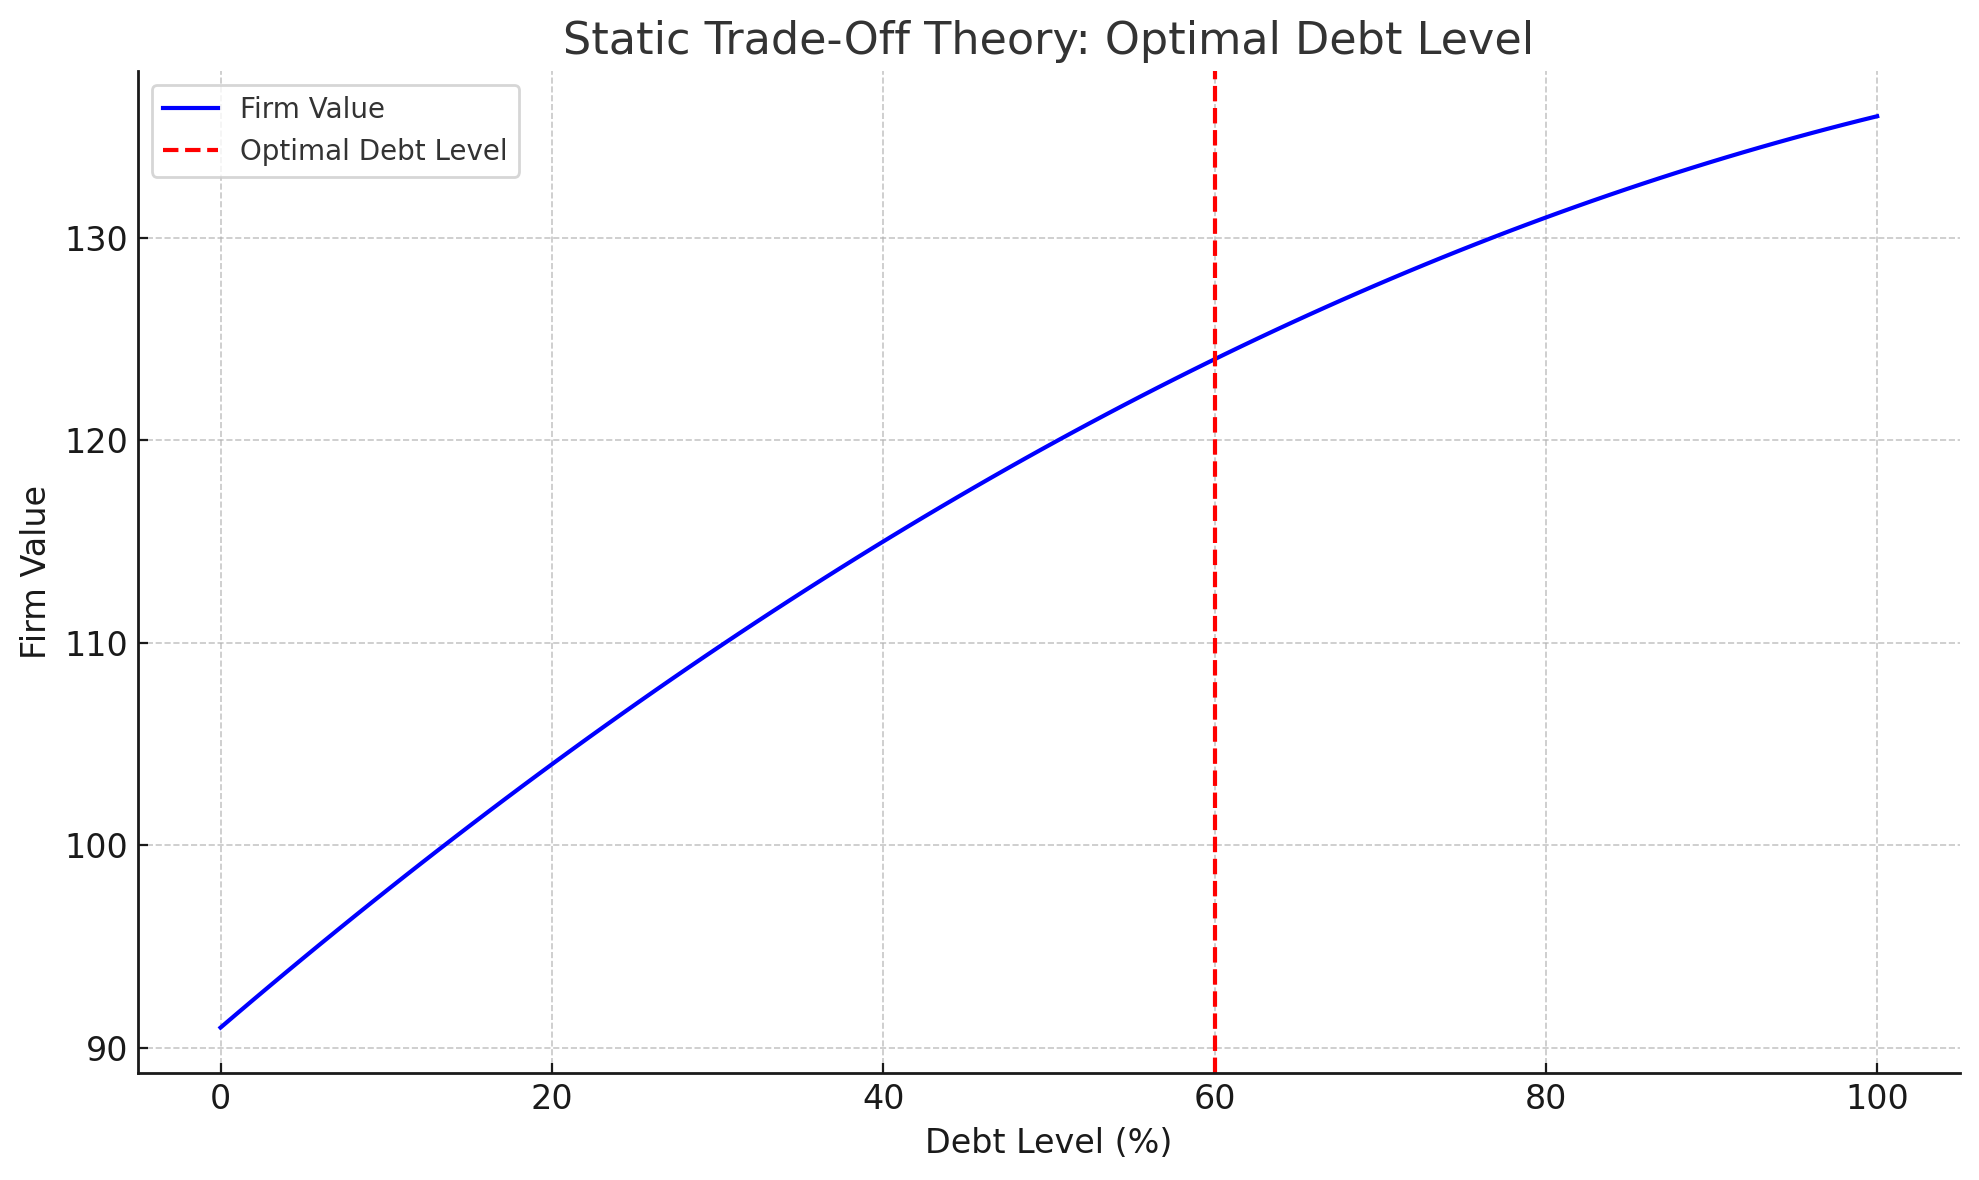 Static Trade-Off Theory: Optimal Debt Level
Firm Value
Optimal Debt Level
130
120
110
100
90
Firm Value
0 20 40 60 80 100
Debt Level (%)